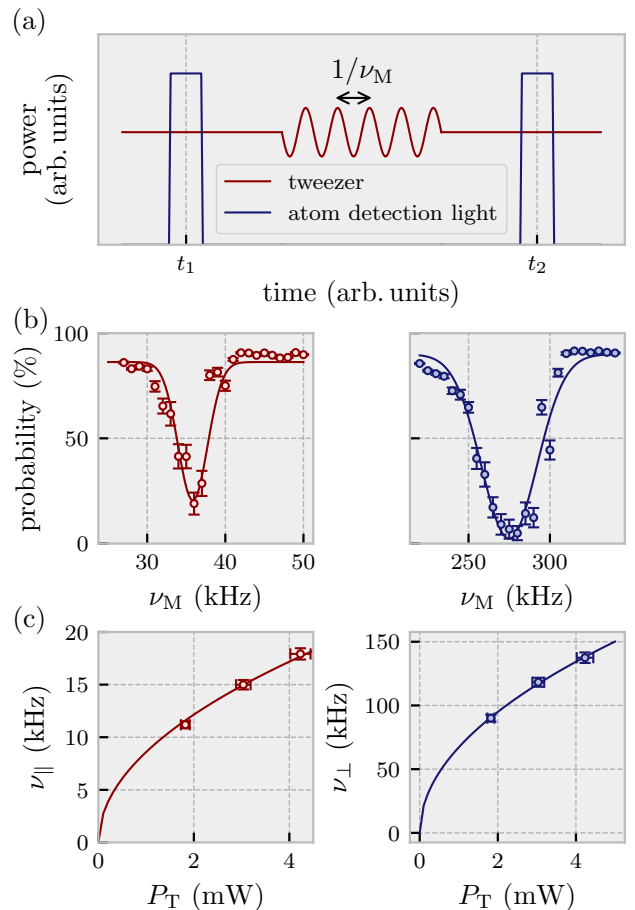 (a)
power
(arb. units)
1/νM
tweezer
atom detection light
t1
t2
time (arb. units)
(b)
probability (%)
100
50
0
30
40
50
νM (kHz)
250
300
νM (kHz)
(c)
ν|| (kHz)
20
15
10
5
0
0
2
4
PT (mW)
ν⊥ (kHz)
150
100
50
0
0
2
4
PT (mW)